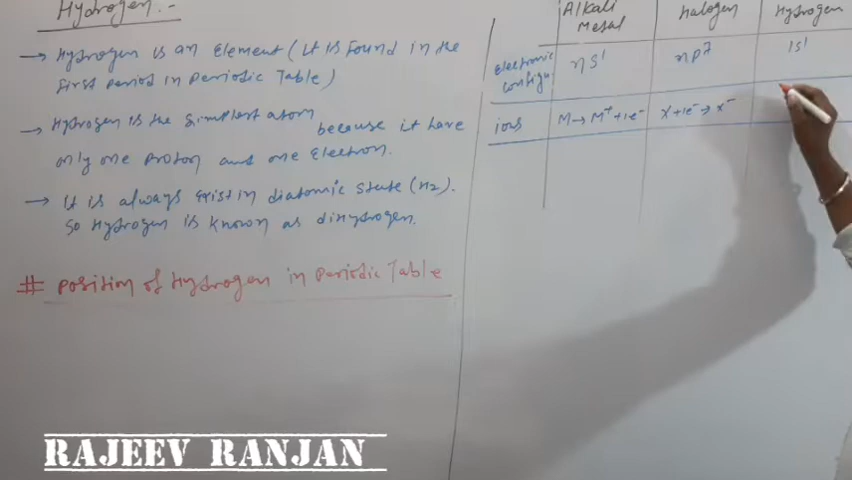 Hydrogen :-
→ Hydrogen is an Element (it is Found in the
First period in periodic Table)
→ Hydrogen is the simplest atom because it have
only one Proton and one Electron.
→ It is always Exist in diatomic state (H2).
So Hydrogen is known as dihydrogen.
# Position of Hydrogen in Periodic Table
Alkali Metal halogen Hydrogen
Electronic configu ns¹ np⁷ 1s¹
ions M→M⁺+1e⁻ X+1e⁻→X⁻
RAJEEV RANJAN